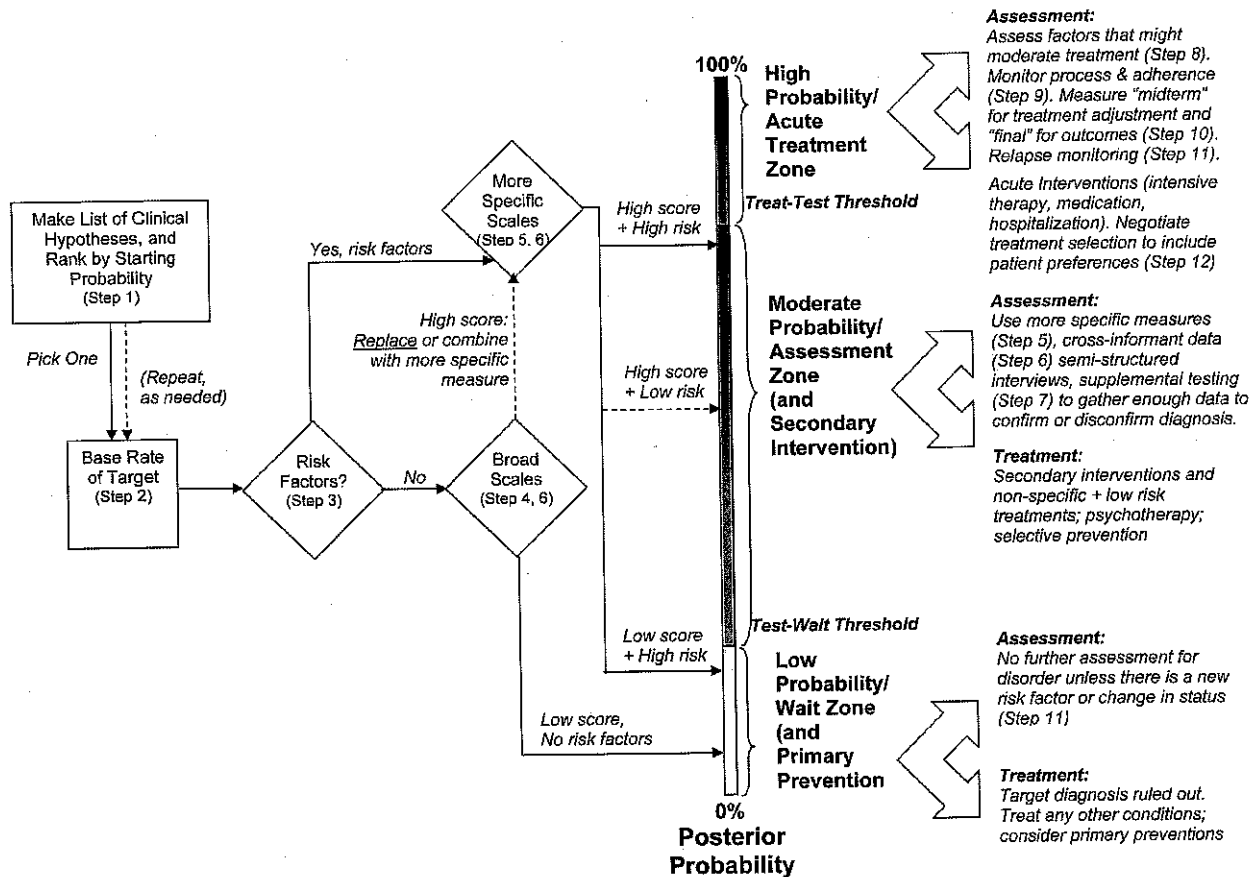 Make List of Clinical
Hypotheses, and
Rank by Starting
Probability
(Step 1)
Pick One
(Repeat,
as needed)
Base Rate
of Target
(Step 2)
Risk
Factors?
(Step 3)
Yes, risk factors
No
Broad
Scales
(Step 4, 6)
High score:
Replace or combine
with more specific
measure
More
Specific
Scales
(Step 5, 6)
High score
+ High risk
High score
+ Low risk
Low score
+ High risk
Low score,
No risk factors
100%
Treat-Test Threshold
Test-Wait Threshold
0%
Posterior
Probability
High
Probability/
Acute
Treatment
Zone
Moderate
Probability/
Assessment
Zone
(and
Secondary
Intervention)
Low
Probability/
Wait Zone
(and
Primary
Prevention
Assessment:
Assess factors that might
moderate treatment (Step 8).
Monitor process & adherence
(Step 9). Measure "midterm"
for treatment adjustment and
"final" for outcomes (Step 10).
Relapse monitoring (Step 11).
Acute Interventions (intensive
therapy, medication,
hospitalization). Negotiate
treatment selection to include
patient preferences (Step 12)
Assessment:
Use more specific measures
(Step 5), cross-informant data
(Step 6) semi-structured
interviews, supplemental testing
(Step 7) to gather enough data to
confirm or disconfirm diagnosis.
Treatment:
Secondary interventions and
non-specific + low risk
treatments; psychotherapy;
selective prevention
Assessment:
No further assessment for
disorder unless there is a new
risk factor or change in status
(Step 11)
Treatment:
Target diagnosis ruled out.
Treat any other conditions;
consider primary preventions